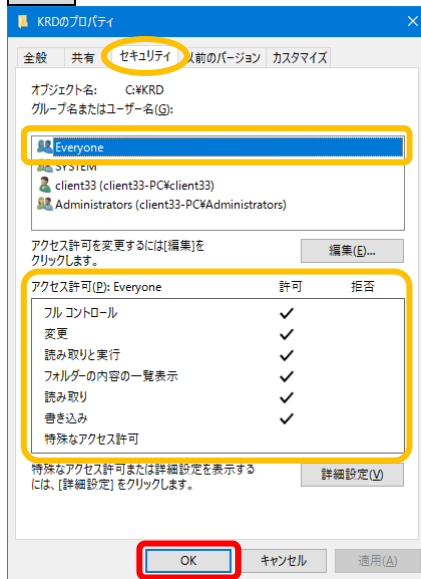 KRDのプロパティ
全般 共有 セキュリティ 以前のバージョン カスタマイズ
オブジェクト名: C:¥KRD
グループ名またはユーザー名(G):
Everyone
SYSTEM
client33 (client33-PC¥client33)
Administrators (client33-PC¥Administrators)
アクセス許可を変更するには[編集]を
クリックします。
編集(E)...
アクセス許可(P): Everyone 許可 拒否
フル コントロール
変更
読み取りと実行
フォルダーの内容の一覧表示
読み取り
書き込み
特殊なアクセス許可
特殊なアクセス許可または詳細設定を表示する
には、[詳細設定] をクリックします。
詳細設定(V)
OK キャンセル 適用(A)